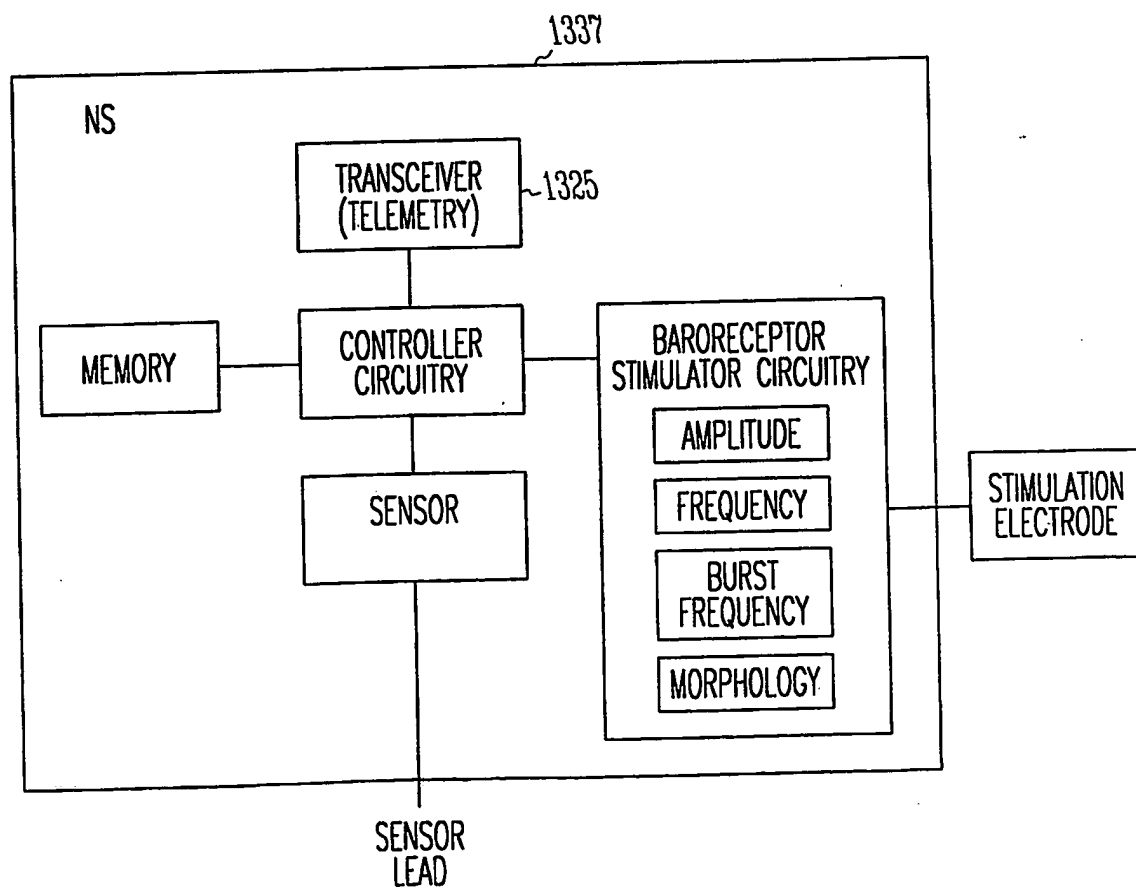 1337
NS
TRANSCEIVER
(TELEMETRY)
1325
MEMORY
CONTROLLER
CIRCUITRY
BARORECEPTOR
STIMULATOR CIRCUITRY
AMPLITUDE
FREQUENCY
BURST
FREQUENCY
MORPHOLOGY
SENSOR
STIMULATION
ELECTRODE
SENSOR
LEAD